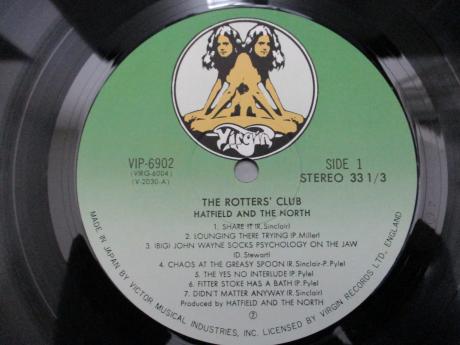 Virgin
VIP-6902
(VIRG-6004)
(V-2030-A)
SIDE 1
STEREO 33 1/3
THE ROTTERS' CLUB
HATFIELD AND THE NORTH
1. SHARE IT (R. Sinclair)
2. LOUNGING THERE TRYING (P. Miller)
3. (BIG) JOHN WAYNE SOCKS PSYCHOLOGY ON THE JAW
(D. Stewart)
4. CHAOS AT THE GREASY SPOON (R. Sinclair-P. Pyle)
5. THE YES NO INTERLUDE (P. Pyle)
6. FITTER STOKE HAS A BATH (P. Pyle)
7. DIDN'T MATTER ANYWAY (R. Sinclair)
Produced by HATFIELD AND THE NORTH
Ⓟ
MADE IN JAPAN BY VICTOR MUSICAL INDUSTRIES, INC. LICENSED BY VIRGIN RECORDS LTD., ENGLAND